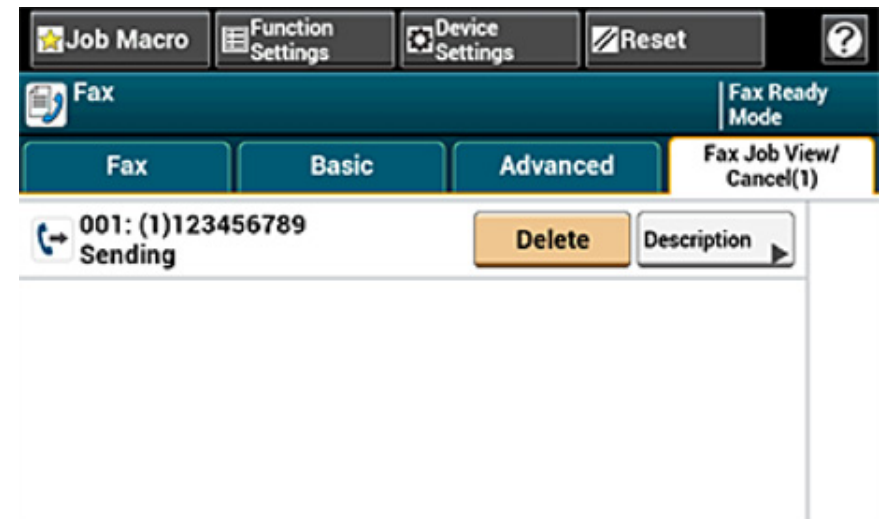 Job Macro
Function
Settings
Device
Settings
Reset
?
Fax
Fax Ready
Mode
Fax
Basic
Advanced
Fax Job View/
Cancel(1)
001: (1)123456789
Sending
Delete
Description